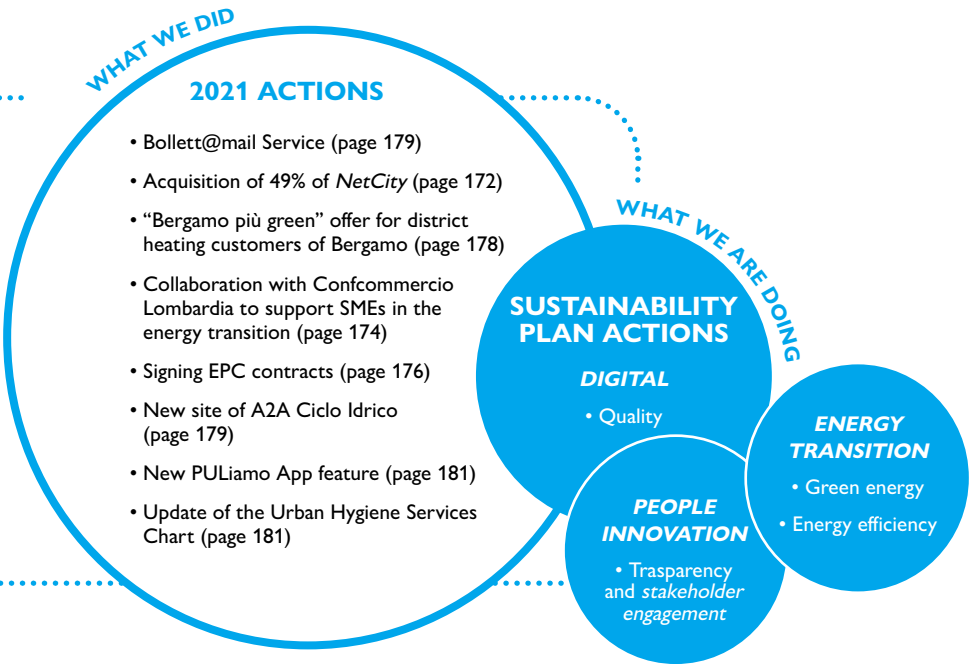 WHAT WE DID
2021 ACTIONS
• Bollett@mail Service (page 179)
• Acquisition of 49% of NetCity (page 172)
• “Bergamo più green” offer for district
heating customers of Bergamo (page 178)
• Collaboration with Confcommercio
Lombardia to support SMEs in the
energy transition (page 174)
• Signing EPC contracts (page 176)
• New site of A2A Ciclo Idrico
(page 179)
• New PULiamo App feature (page 181)
• Update of the Urban Hygiene Services
Chart (page 181)
WHAT WE ARE DOING
SUSTAINABILITY
PLAN ACTIONS
DIGITAL
• Quality
PEOPLE
INNOVATION
• Trasparency
and stakeholder
engagement
ENERGY
TRANSITION
• Green energy
• Energy efficiency